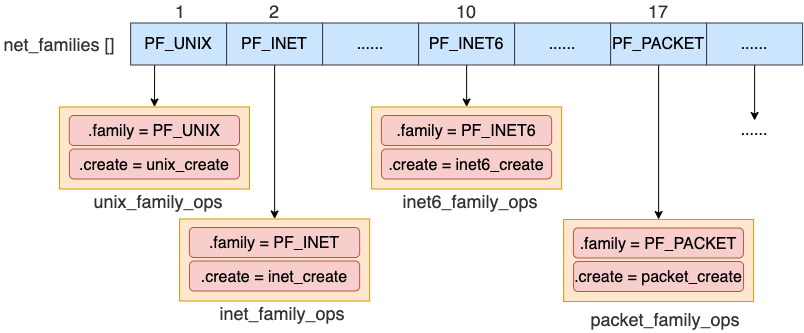 1 2 10 17
net_families [] PF_UNIX PF_INET ...... PF_INET6 ...... PF_PACKET ......
.family = PF_UNIX
.create = unix_create
unix_family_ops
.family = PF_INET
.create = inet_create
inet_family_ops
.family = PF_INET6
.create = inet6_create
inet6_family_ops
.family = PF_PACKET
.create = packet_create
packet_family_ops
......